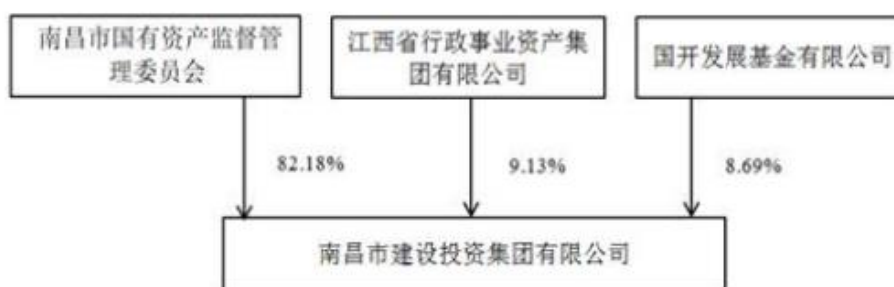 南昌市国有资产监督管
理委员会
江西省行政事业资产集
团有限公司
国开发展基金有限公司
82.18%
9.13%
8.69%
南昌市建设投资集团有限公司